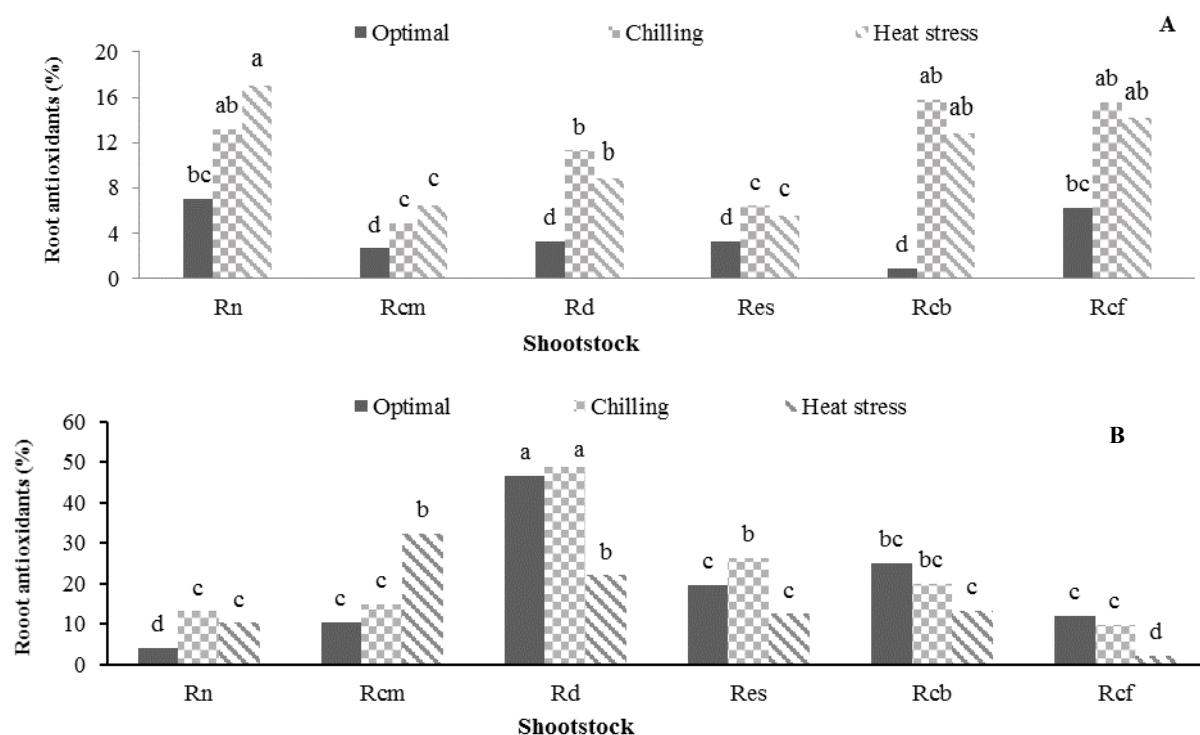 Optimal Chilling Heat stress A
Root antioxidants (%)
20
16
12
8
4
0
bc ab a
d c c
d b b
d c c
d ab ab
bc ab ab
Rn Rcm Rd Res Rcb Rcf
Shootstock
Optimal Chilling Heat stress
B
Rooot antioxidants (%)
60
50
40
30
20
10
0
d c c
c c b
a a b
c b c
bc bc c
c c d
Rn Rcm Rd Res Rcb Rcf
Shootstock